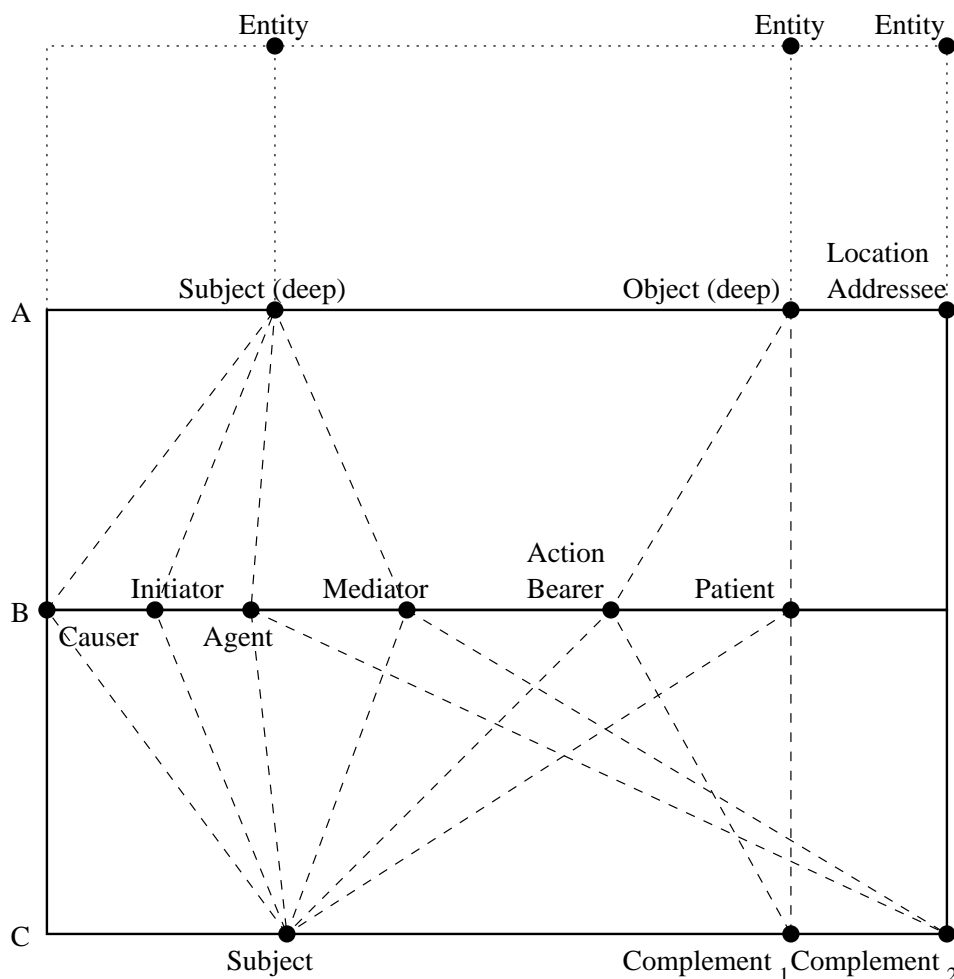 Entity Entity Entity
Location
Subject (deep) Object (deep) Addressee
A
Action
Initiator Mediator Bearer Patient
B
Causer Agent
C
Subject Complement 1 Complement 2